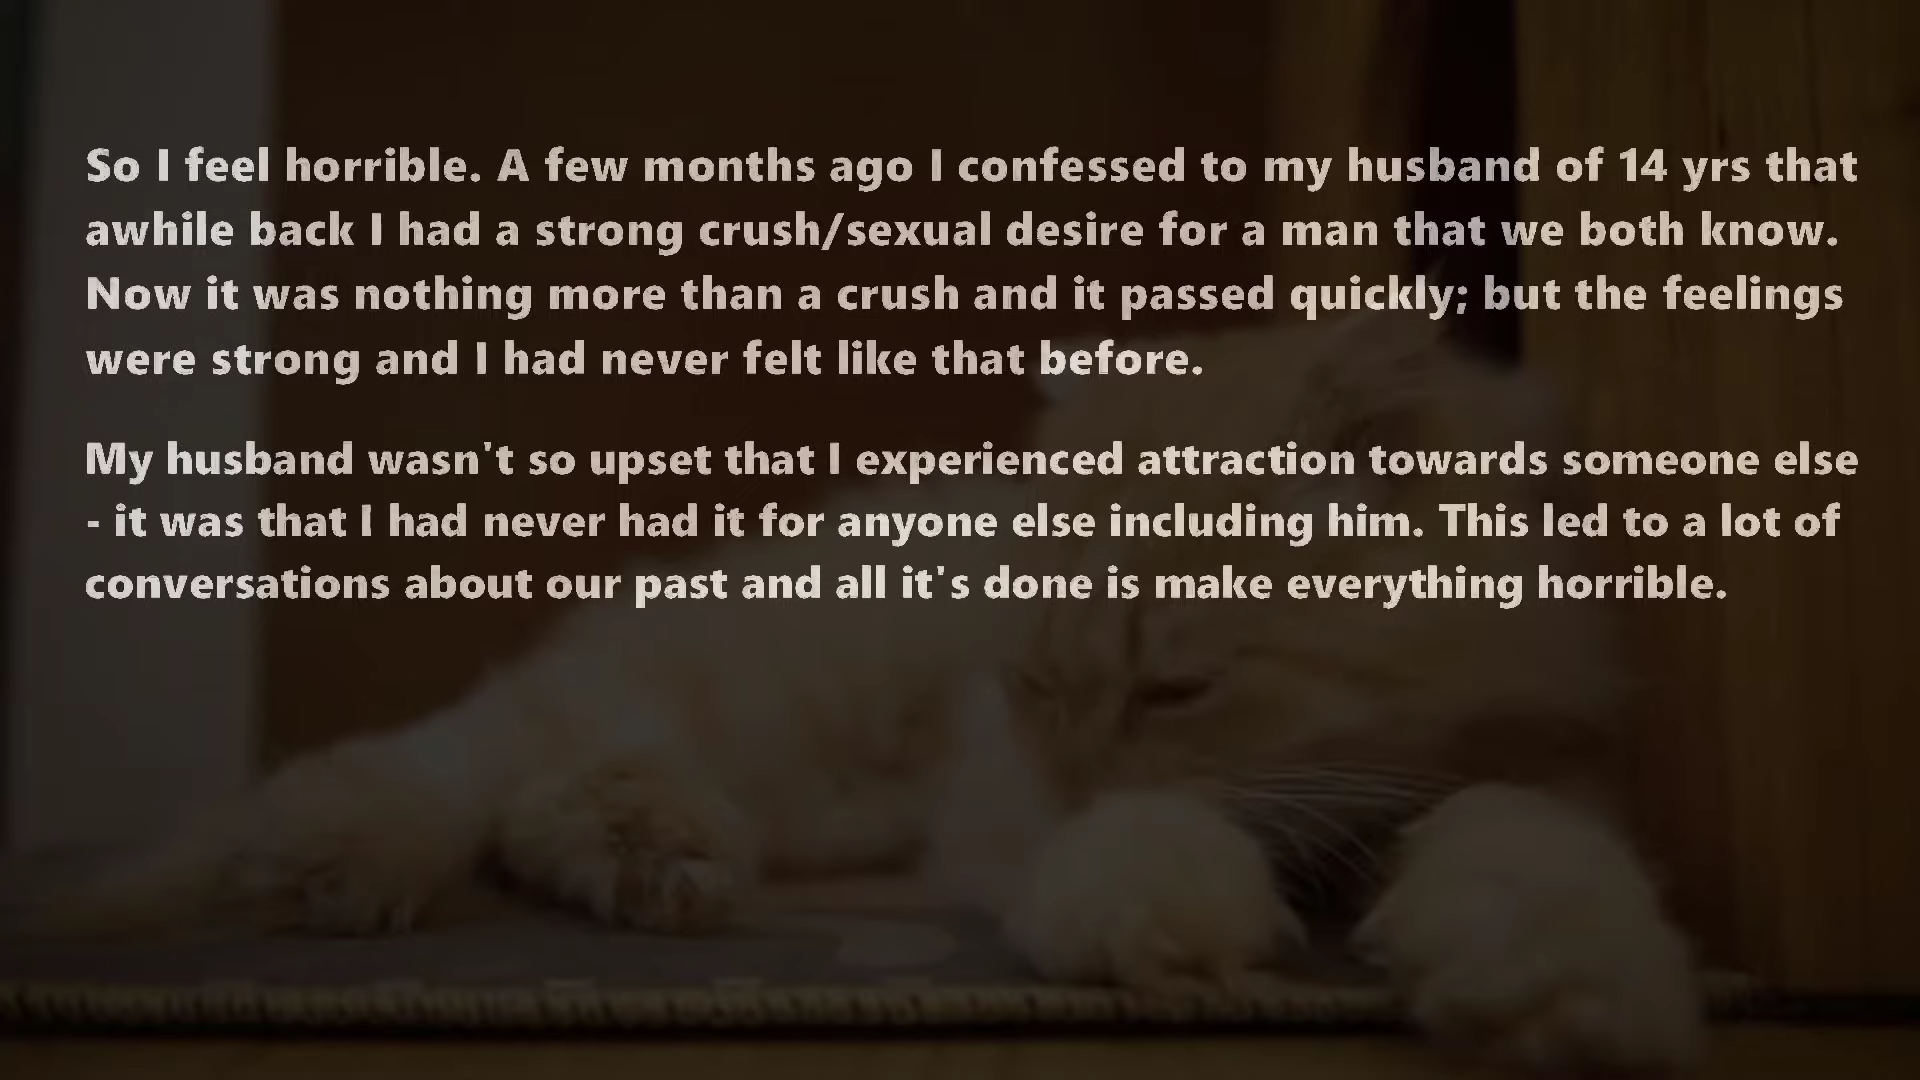 So I feel horrible. A few months ago I confessed to my husband of 14 yrs that
awhile back I had a strong crush/sexual desire for a man that we both know.
Now it was nothing more than a crush and it passed quickly; but the feelings
were strong and I had never felt like that before.
My husband wasn't so upset that I experienced attraction towards someone else
- it was that I had never had it for anyone else including him. This led to a lot of
conversations about our past and all it's done is make everything horrible.